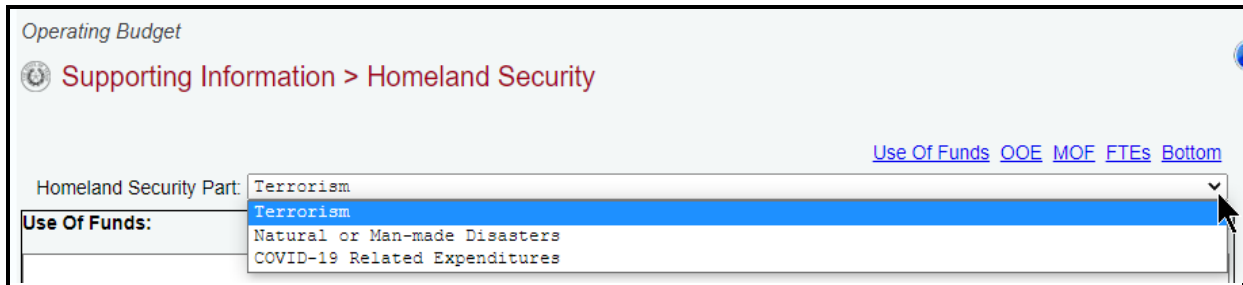 Operating Budget
Supporting Information > Homeland Security
Use Of Funds OOE MOF FTEs Bottom
Homeland Security Part: Terrorism
Terrorism
Use Of Funds:
Natural or Man-made Disasters
COVID-19 Related Expenditures